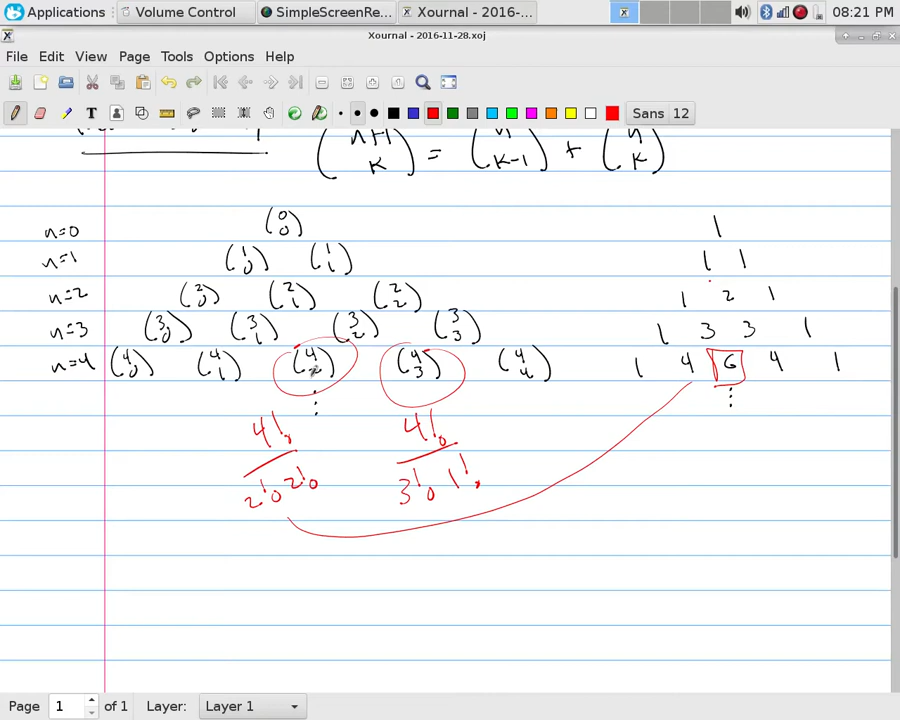 Applications Volume Control SimpleScreenRe... Xournal - 2016-... 08:21 PM
Xournal - 2016-11-28.xoj
File Edit View Page Tools Options Help
T Sans 12
(n+1 k) = (n k-1) + (n k)
n=0 (0 0) 1
n=1 (1 0) (1 1) 1 1
n=2 (2 0) (2 1) (2 2) 1 2 1
n=3 (3 0) (3 1) (3 2) (3 3) 1 3 3 1
n=4 (4 0) (4 1) (4 2) (4 3) (4 4) 1 4 6 4 1
⋮ ⋮
4! 4!
2! 2! 3! 1!
Page 1 of 1 Layer: Layer 1